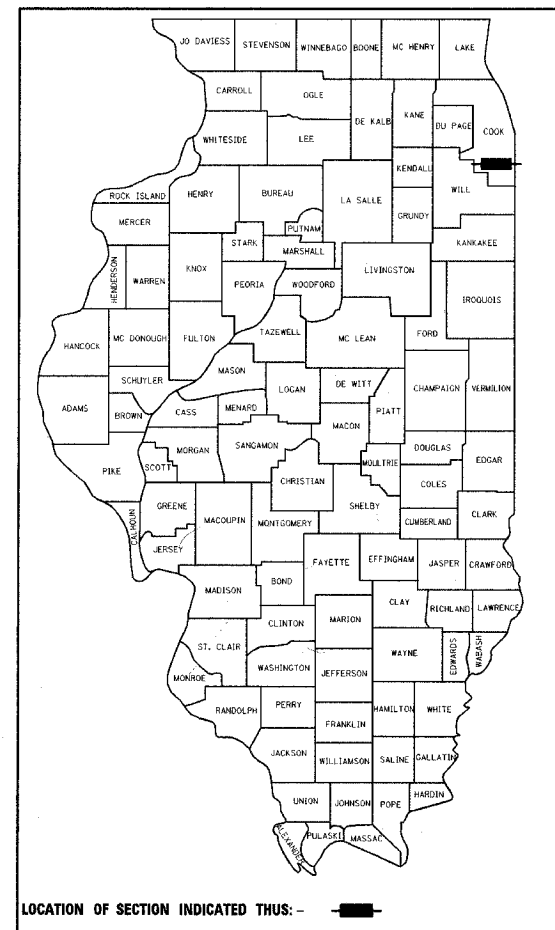 JO DAVIESS STEVENSON WINNEBAGO BOONE MC HENRY LAKE
CARROLL OGLE DE KALB KANE DU PAGE COOK
WHITESIDE LEE
KENDALL WILL
ROCK ISLAND HENRY BUREAU LA SALLE GRUNDY
MERCER PUTNAM
STARK MARSHALL KANKAKEE
HENDERSON WARREN KNOX PEORIA WOODFORD LIVINGSTON IROQUOIS
HANCOCK MC DONOUGH FULTON TAZEWELL MC LEAN FORD
MASON
SCHUYLER LOGAN DE WITT CHAMPAIGN VERMILION
ADAMS BROWN CASS MENARD MACON PIATT
MORGAN SANGAMON DOUGLAS EDGAR
PIKE SCOTT CHRISTIAN MOULTRIE COLES
CALHOUN GREENE MACOUPIN MONTGOMERY SHELBY CUMBERLAND CLARK
JERSEY
FAYETTE EFFINGHAM JASPER CRAWFORD
MADISON BOND
CLAY RICHLAND LAWRENCE
CLINTON MARION
ST. CLAIR WAYNE EDWARDS WABASH
WASHINGTON JEFFERSON
MONROE
RANDOLPH PERRY HAMILTON WHITE
FRANKLIN
JACKSON WILLIAMSON SALINE GALLATIN
HARDIN
UNION JOHNSON POPE
ALEXANDER PULASKI MASSAC
LOCATION OF SECTION INDICATED THUS: -